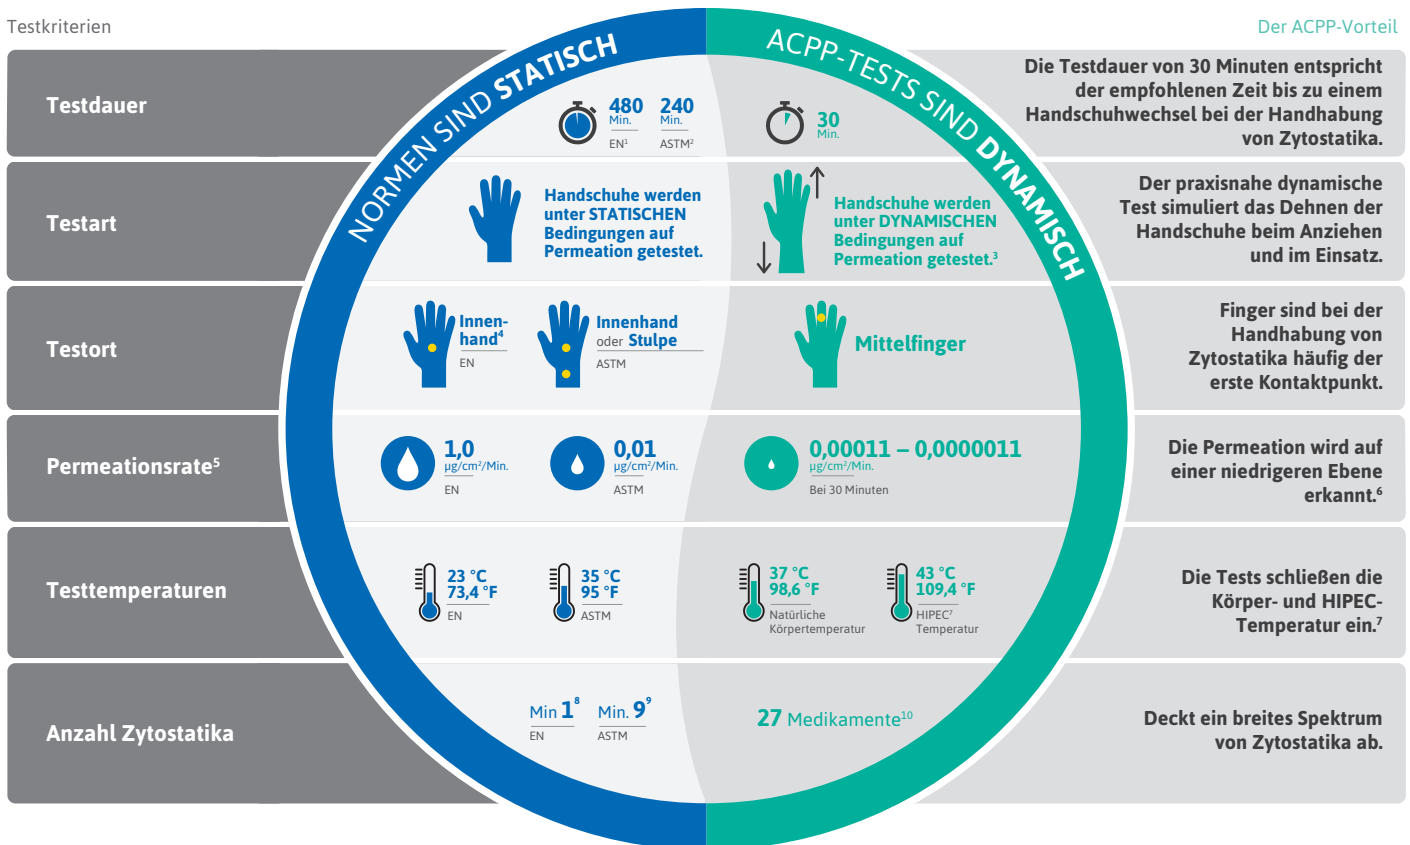 Testkriterien
Der ACPP-Vorteil
NORMEN SIND STATISCH
ACPP-TESTS SIND DYNAMISCH
Testdauer
480
Min.
EN¹
240
Min.
ASTM²
30
Min.
Die Testdauer von 30 Minuten entspricht
der empfohlenen Zeit bis zu einem
Handschuhwechsel bei der Handhabung
von Zytostatika.
Testart
Handschuhe werden
unter STATISCHEN
Bedingungen auf
Permeation getestet.
Handschuhe werden
unter DYNAMISCHEN
Bedingungen auf
Permeation getestet.³
Der praxisnahe dynamische
Test simuliert das Dehnen der
Handschuhe beim Anziehen
und im Einsatz.
Testort
Innen-
hand⁴
EN
Innenhand
oder Stulpe
ASTM
Mittelfinger
Finger sind bei der
Handhabung von
Zytostatika häufig der
erste Kontaktpunkt.
Permeationsrate⁵
1,0
µg/cm²/Min.
EN
0,01
µg/cm²/Min.
ASTM
0,00011 – 0,0000011
µg/cm²/Min.
Bei 30 Minuten
Die Permeation wird auf
einer niedrigeren Ebene
erkannt.⁶
Testtemperaturen
23 °C
73,4 °F
EN
35 °C
95 °F
ASTM
37 °C
98,6 °F
Natürliche
Körpertemperatur
43 °C
109,4 °F
HIPEC⁷
Temperatur
Die Tests schließen die
Körper- und HIPEC-
Temperatur ein.⁷
Anzahl Zytostatika
Min 1⁸
EN
Min. 9⁹
ASTM
27 Medikamente¹⁰
Deckt ein breites Spektrum
von Zytostatika ab.